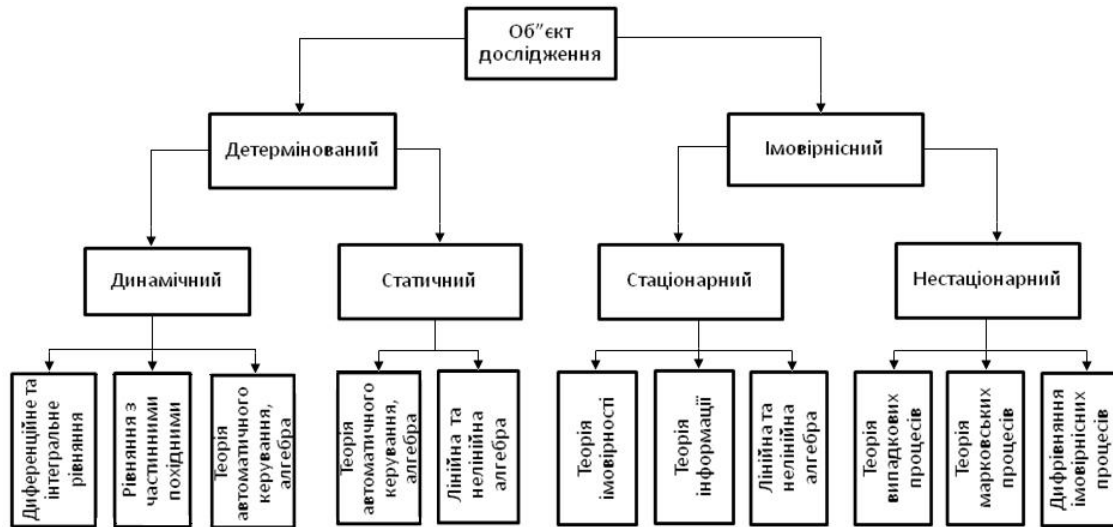 Об”єкт
дослідження
Детермінований
Імовірнісний
Динамічний
Статичний
Стаціонарний
Нестаціонарний
Диференційне та
інтегральне
рівняння
Рівняння з
частинними
похідними
Теорія
автоматичного
керування,
алгебра
Теорія
автоматичного
керування,
алгебра
Лінійна та
нелінійна
алгебра
Теорія
імовірності
Теорія
інформації
Лінійна та
нелінійна
алгебра
Теорія
випадкових
процесів
Теорія
марковських
процесів
Дифрівняння
імовірнісних
процесів